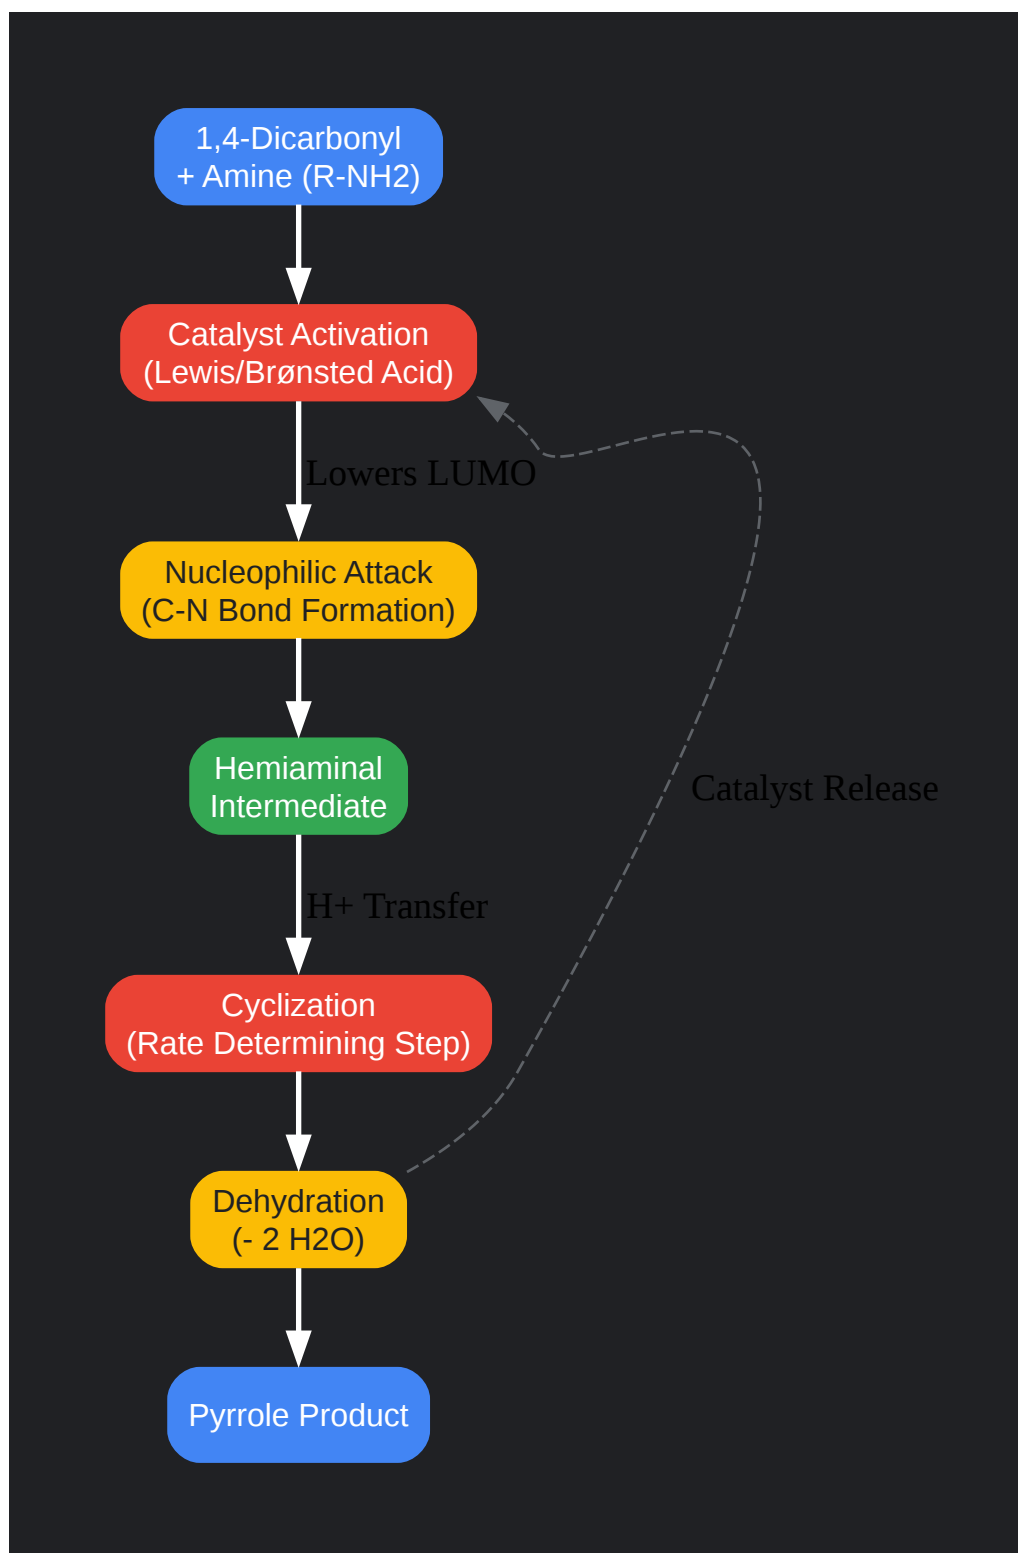 1,4-Dicarbonyl
+ Amine (R-NH2)
Catalyst Activation
(Lewis/Brønsted Acid)
Lowers LUMO
Nucleophilic Attack
(C-N Bond Formation)
Hemiaminal
Intermediate
Catalyst Release
H+ Transfer
Cyclization
(Rate Determining Step)
Dehydration
(- 2 H2O)
Pyrrole Product